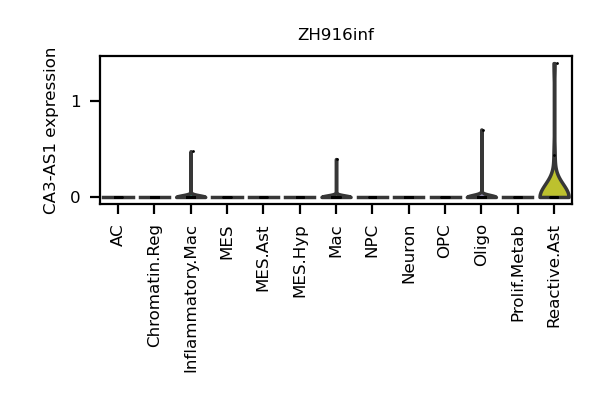 ZH916inf
CA3-AS1 expression
1
0
AC
Chromatin.Reg
Inflammatory.Mac
MES
MES.Ast
MES.Hyp
Mac
NPC
Neuron
OPC
Oligo
Prolif.Metab
Reactive.Ast